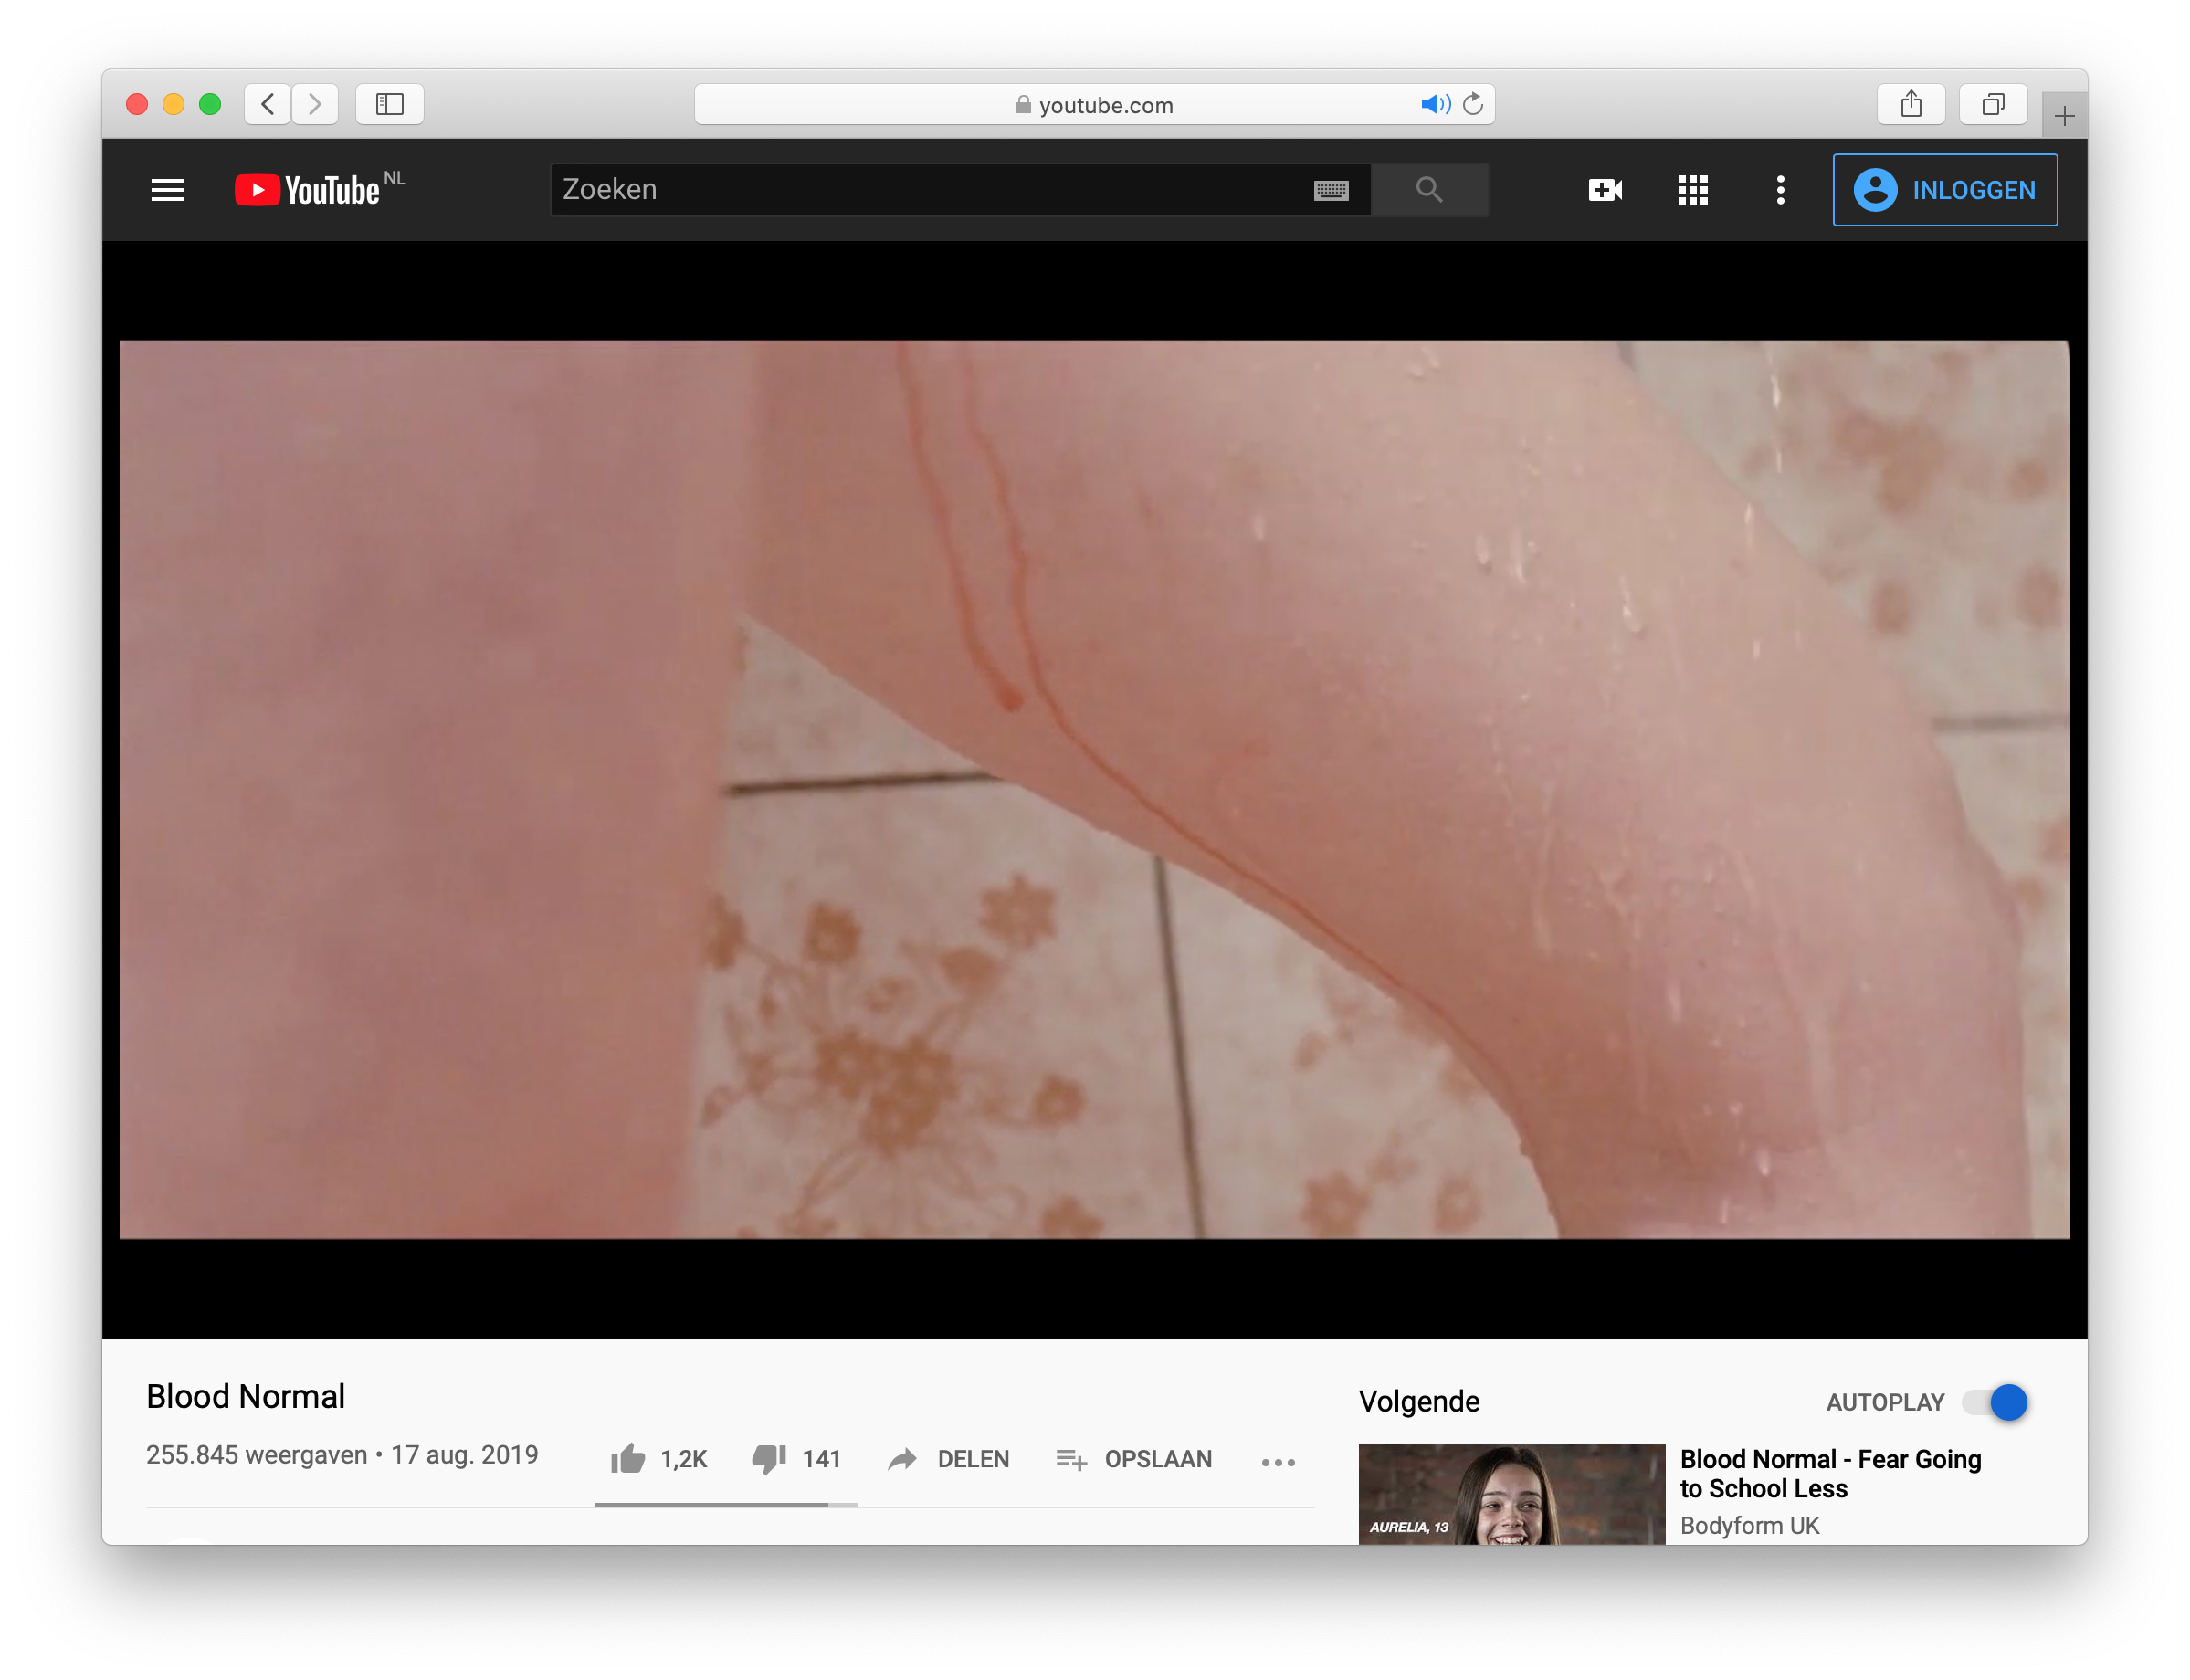 youtube.com
YouTube NL
Zoeken
INLOGGEN
Blood Normal
255.845 weergaven • 17 aug. 2019
1,2K
141
DELEN
OPSLAAN
Volgende
AUTOPLAY
AURELIA, 13
Blood Normal - Fear Going
to School Less
Bodyform UK